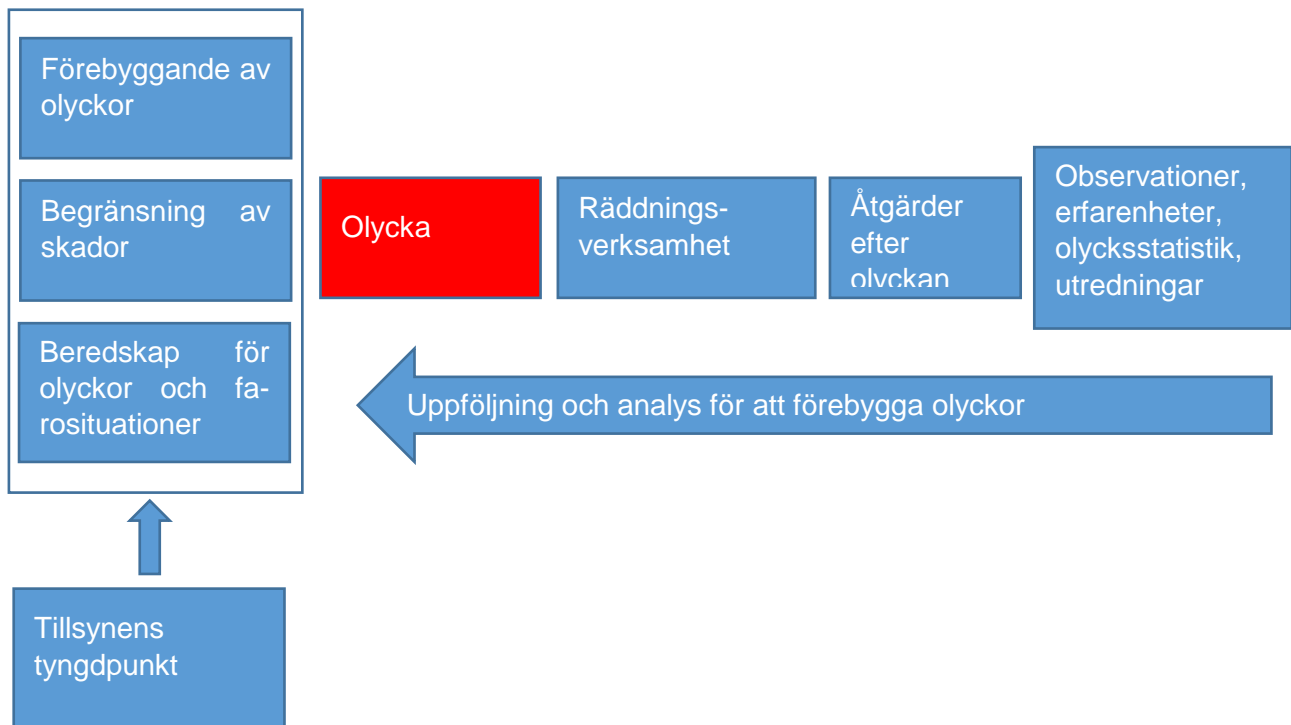 Förebyggande av
olyckor
Begränsning av
skador
Beredskap för
olyckor och fa-
rosituationer
Olycka
Räddnings-
verksamhet
Åtgärder
efter
olyckan
Observationer,
erfarenheter,
olycksstatistik,
utredningar
Uppföljning och analys för att förebygga olyckor
Tillsynens
tyngdpunkt